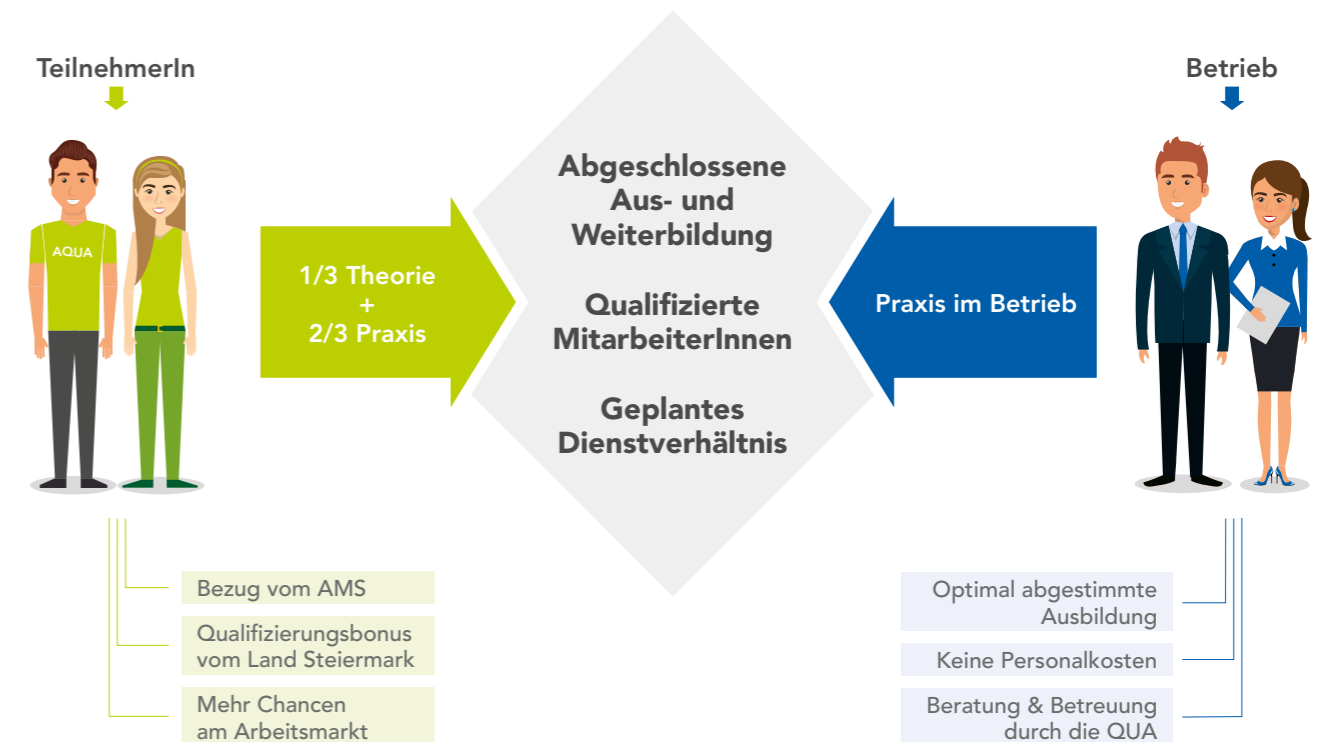 TeilnehmerIn
AQUA
1/3 Theorie
+
2/3 Praxis
Bezug vom AMS
Qualifizierungsbonus
vom Land Steiermark
Mehr Chancen
am Arbeitsmarkt
Abgeschlossene
Aus- und
Weiterbildung
Qualifizierte
MitarbeiterInnen
Geplantes
Dienstverhältnis
Betrieb
Praxis im Betrieb
Optimal abgestimmte
Ausbildung
Keine Personalkosten
Beratung & Betreuung
durch die QUA